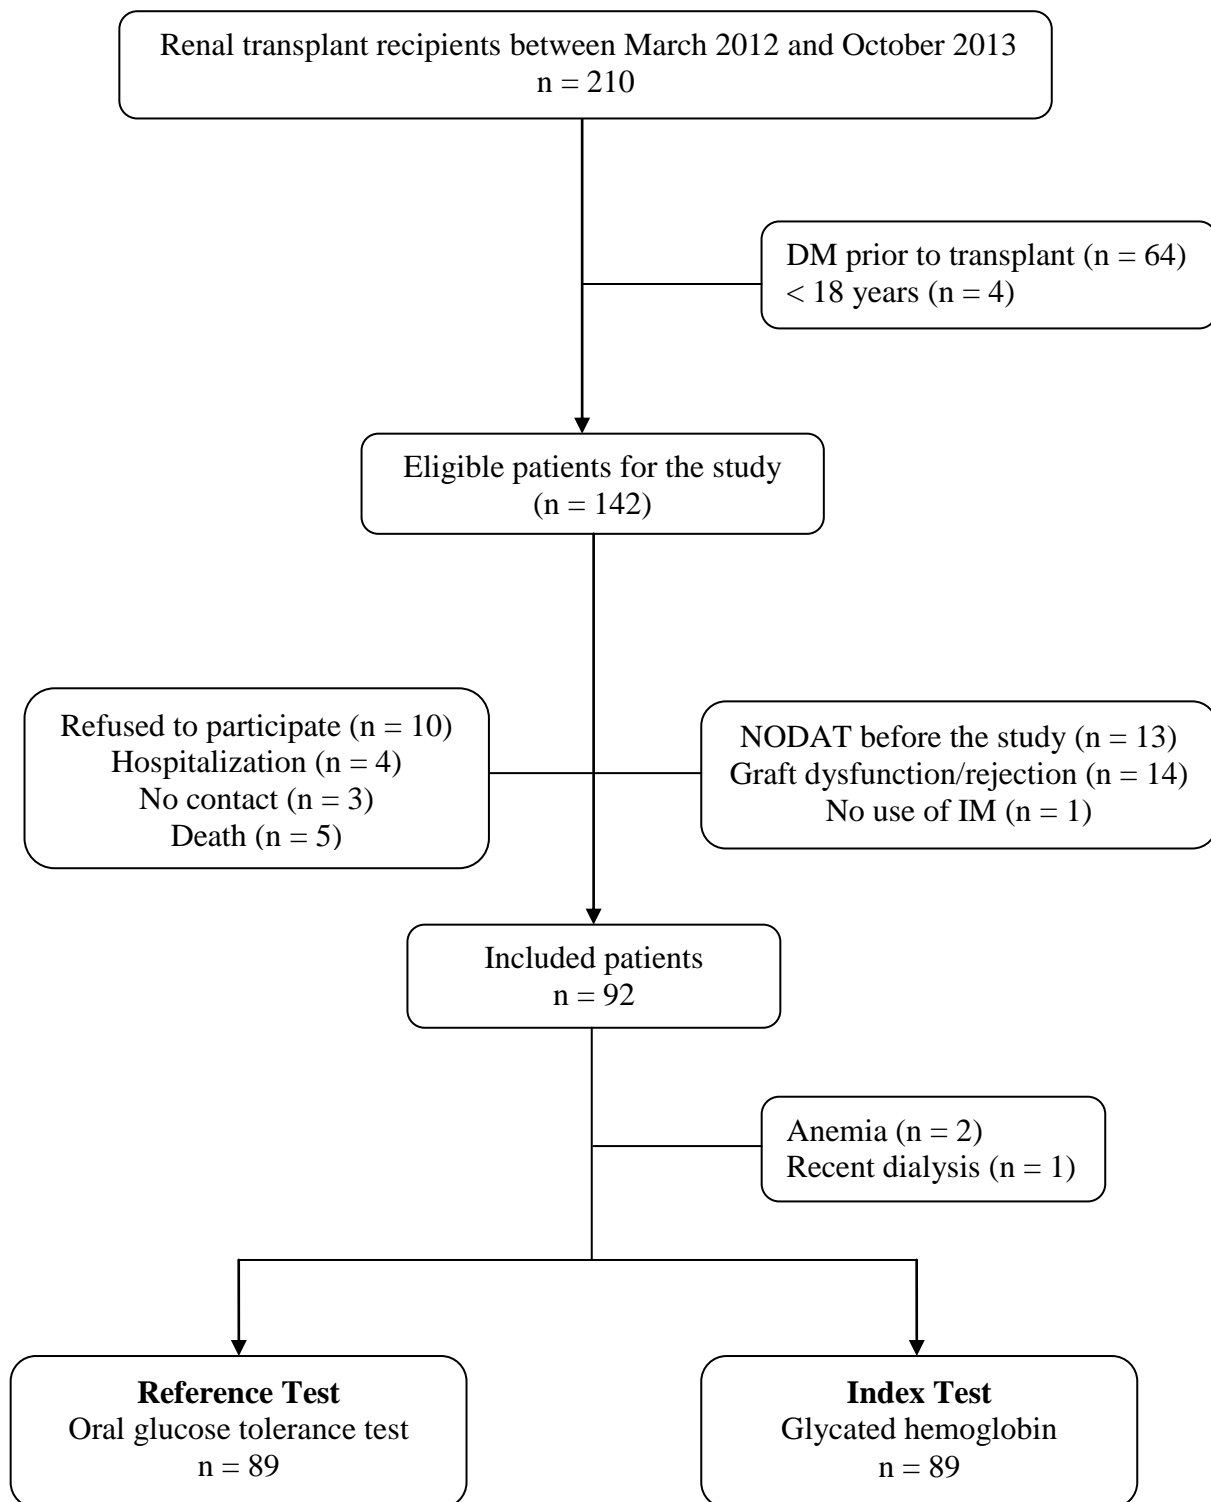 Renal transplant recipients between March 2012 and October 2013
n = 210
DM prior to transplant (n = 64)
< 18 years (n = 4)
Eligible patients for the study
(n = 142)
Refused to participate (n = 10)
Hospitalization (n = 4)
No contact (n = 3)
Death (n = 5)
NODAT before the study (n = 13)
Graft dysfunction/rejection (n = 14)
No use of IM (n = 1)
Included patients
n = 92
Anemia (n = 2)
Recent dialysis (n = 1)
Reference Test
Oral glucose tolerance test
n = 89
Index Test
Glycated hemoglobin
n = 89